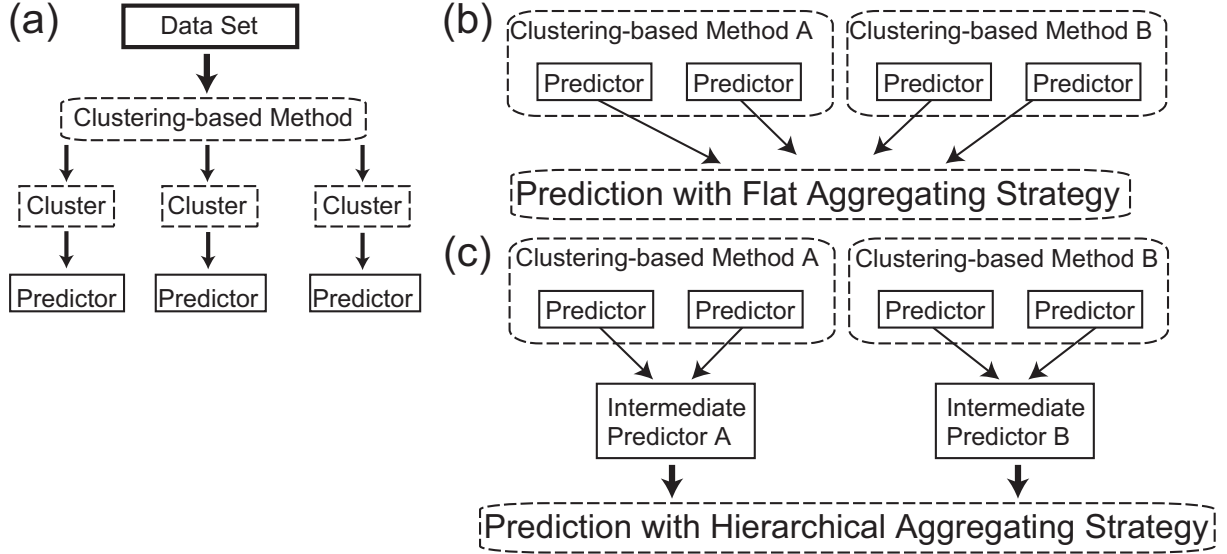 (a)
Data Set
Clustering-based Method
Cluster Cluster Cluster
Predictor Predictor Predictor
(b)
Clustering-based Method A Clustering-based Method B
Predictor Predictor Predictor Predictor
Prediction with Flat Aggregating Strategy
(c)
Clustering-based Method A Clustering-based Method B
Predictor Predictor Predictor Predictor
Intermediate Intermediate
Predictor A Predictor B
Prediction with Hierarchical Aggregating Strategy